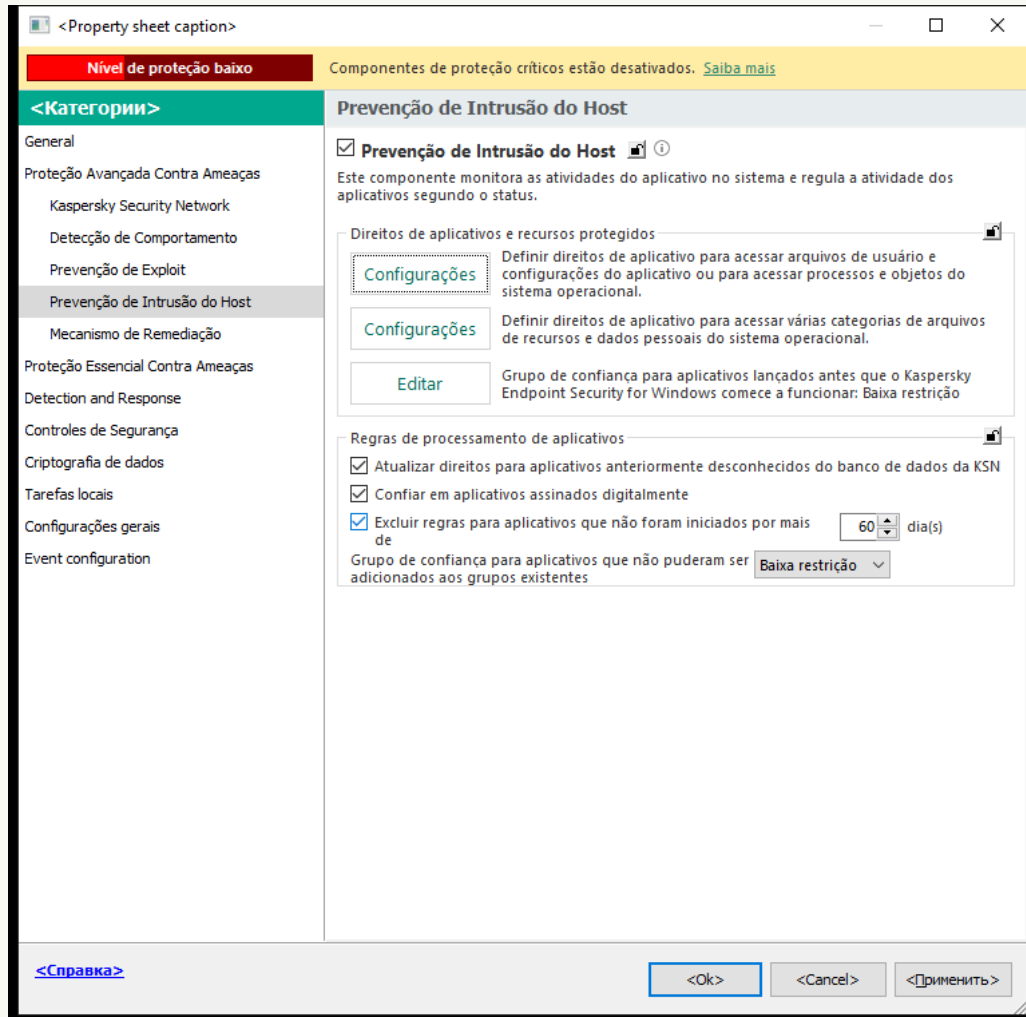 <Property sheet caption>
Nível de proteção baixo
Componentes de proteção críticos estão desativados. Saiba mais
<Категории>
General
Proteção Avançada Contra Ameaças
Kaspersky Security Network
Detecção de Comportamento
Prevenção de Exploit
Prevenção de Intrusão do Host
Mecanismo de Remediação
Proteção Essencial Contra Ameaças
Detection and Response
Controles de Segurança
Criptografia de dados
Tarefas locais
Configurações gerais
Event configuration
Prevenção de Intrusão do Host
Prevenção de Intrusão do Host
Este componente monitora as atividades do aplicativo no sistema e regula a atividade dos
aplicativos segundo o status.
Direitos de aplicativos e recursos protegidos
Configurações
Definir direitos de aplicativo para acessar arquivos de usuário e
configurações do aplicativo ou para acessar processos e objetos do
sistema operacional.
Configurações
Definir direitos de aplicativo para acessar várias categorias de arquivos
de recursos e dados pessoais do sistema operacional.
Editar
Grupo de confiança para aplicativos lançados antes que o Kaspersky
Endpoint Security for Windows comece a funcionar: Baixa restrição
Regras de processamento de aplicativos
Atualizar direitos para aplicativos anteriormente desconhecidos do banco de dados da KSN
Confiar em aplicativos assinados digitalmente
Excluir regras para aplicativos que não foram iniciados por mais
de
60 dia(s)
Grupo de confiança para aplicativos que não puderam ser
adicionados aos grupos existentes
Baixa restrição
<Справка>
<Ok>
<Cancel>
<Применить>